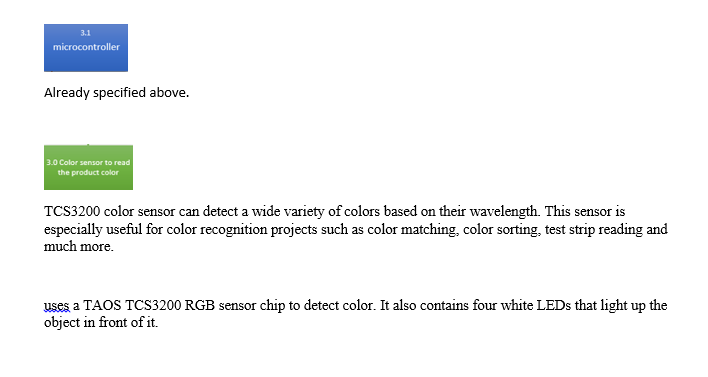 3.1
microcontroller
Already specified above.
3.0 Color sensor to read
the product color
TCS3200 color sensor can detect a wide variety of colors based on their wavelength. This sensor is
especially useful for color recognition projects such as color matching, color sorting, test strip reading and
much more.
uses a TAOS TCS3200 RGB sensor chip to detect color. It also contains four white LEDs that light up the
object in front of it.